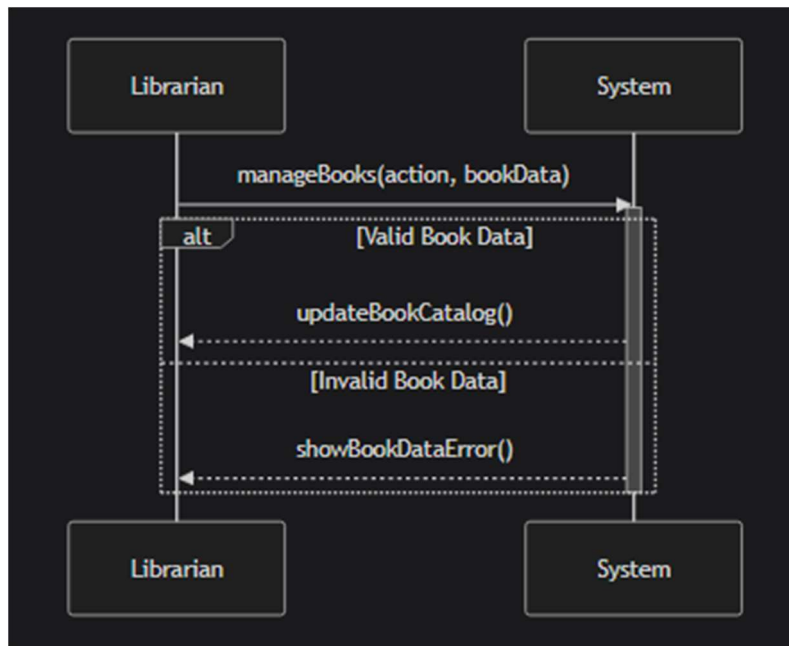 Librarian
System
manageBooks(action, bookData)
alt
[Valid Book Data]
updateBookCatalog()
[Invalid Book Data]
showBookDataError()
Librarian
System